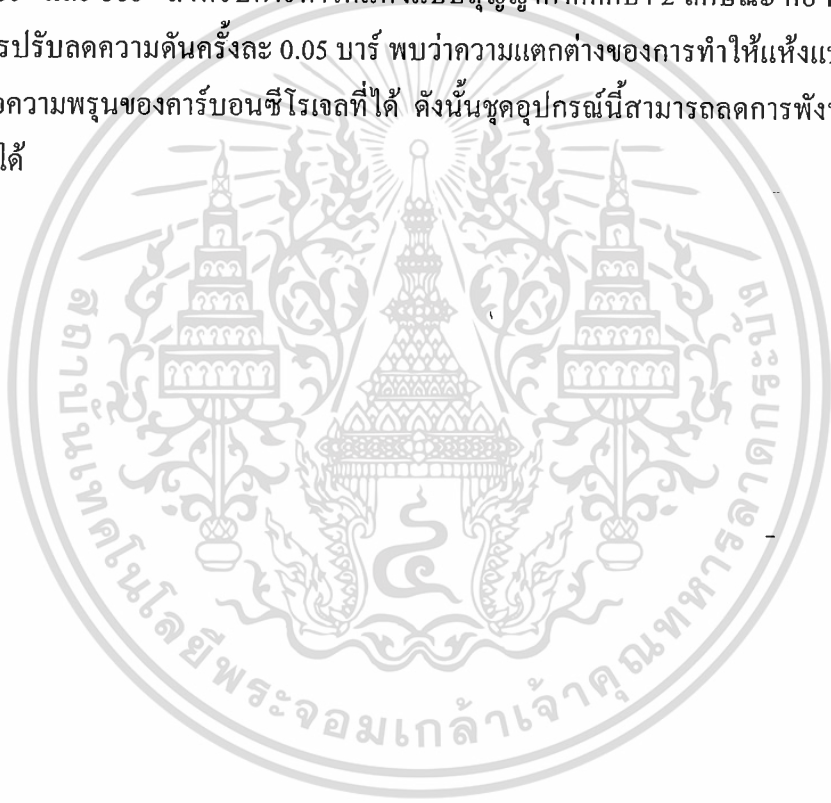 รปรับลดความดันครั้งละ 0.05 บาร์ พบว่าความแตกต่างของการทำให้แห้งแ
ความพรุนของคาร์บอนซีโรเจลที่ได้ ดังนั้นชุดอุปกรณ์นี้สามารถลดการพัง
ได้
สถาบันเทคโนโลยีพระจอมเกล้าเจ้าคุณทหารลาดกระบัง